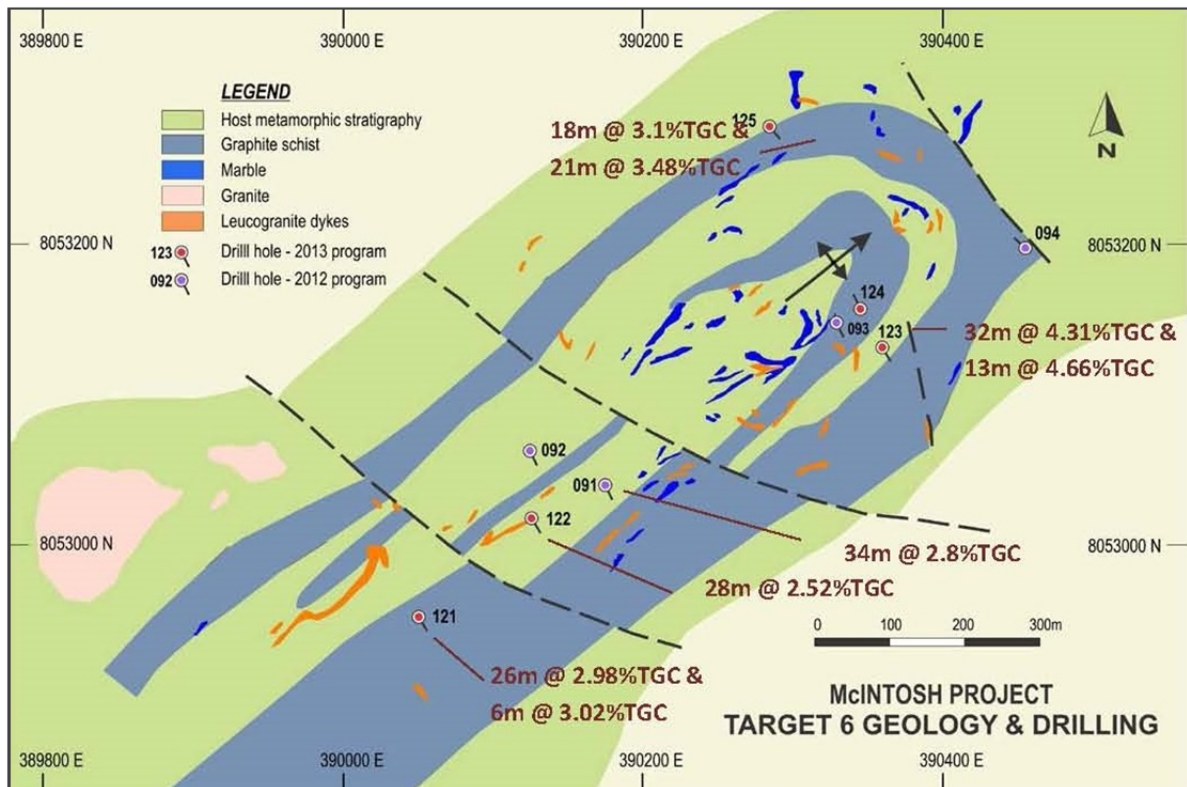 389800 E
390000 E
390200 E
390400 E
LEGEND
Host metamorphic stratigraphy
Graphite schist
Marble
Granite
Leucogranite dykes
123 Drilll hole - 2013 program
092 Drilll hole - 2012 program
N
125
18m @ 3.1%TGC &
21m @ 3.48%TGC
8053200 N
8053200 N
094
124
093
123
32m @ 4.31%TGC &
13m @ 4.66%TGC
092
091
122
8053000 N
8053000 N
34m @ 2.8%TGC
28m @ 2.52%TGC
121
0 100 200 300m
26m @ 2.98%TGC &
6m @ 3.02%TGC
McINTOSH PROJECT
TARGET 6 GEOLOGY & DRILLING
389800 E
390000 E
390200 E
390400 E